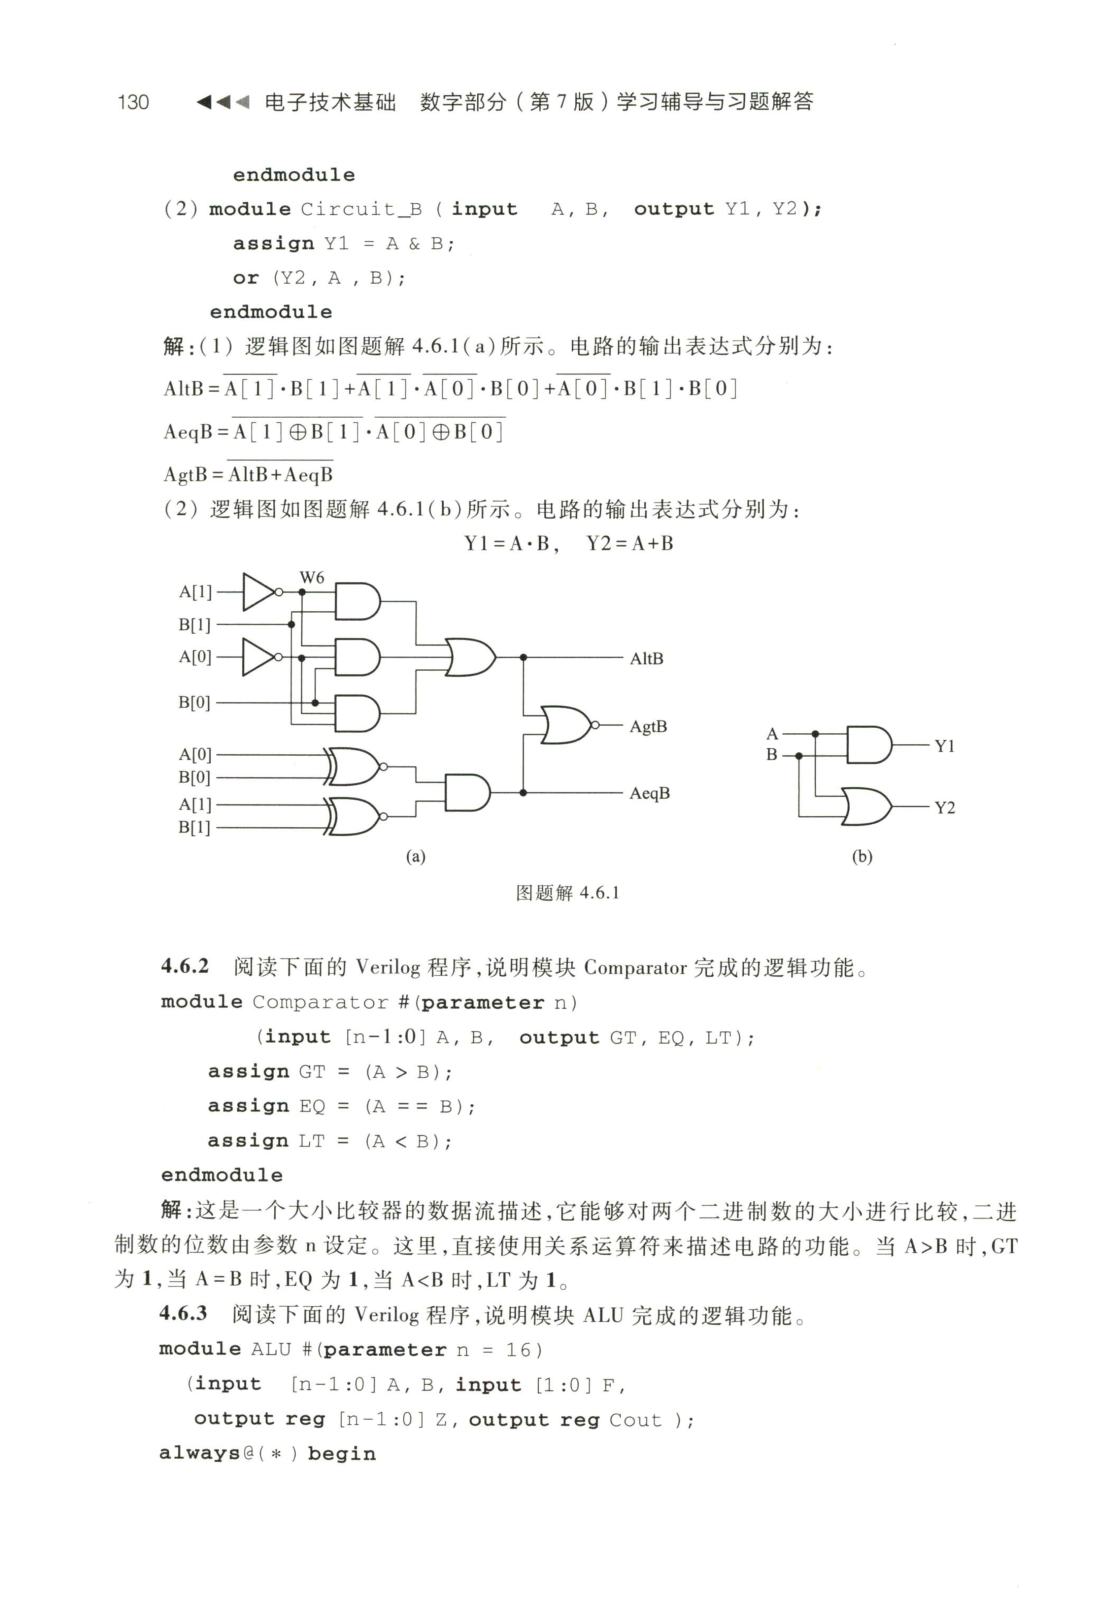 130 ◀◀◀ 电子技术基础 数字部分(第7版)学习辅导与习题解答
endmodule
(2) module Circuit_B ( input A, B, output Y1, Y2);
assign Y1 = A & B;
or (Y2, A , B);
endmodule
解:(1) 逻辑图如图题解 4.6.1(a)所示。电路的输出表达式分别为:
AltB=A̅[̅1̅]̅·B[1]+A̅[̅1̅]̅·A̅[̅0̅]̅·B[0]+A̅[̅0̅]̅·B[1]·B[0]
AeqB=A̅[̅1̅]̅⊕̅B̅[̅1̅]̅·A̅[̅0̅]̅⊕̅B̅[̅0̅]̅
AgtB=A̅l̅t̅B̅+̅A̅e̅q̅B̅
(2) 逻辑图如图题解 4.6.1(b)所示。电路的输出表达式分别为:
Y1=A·B, Y2=A+B
A[1]
W6
B[1]
A[0]
B[0]
A[0]
B[0]
A[1]
B[1]
AltB
AgtB
AeqB
(a)
A
B
Y1
Y2
(b)
图题解 4.6.1
4.6.2 阅读下面的 Verilog 程序,说明模块 Comparator 完成的逻辑功能。
module Comparator #(parameter n)
(input [n-1:0] A, B, output GT, EQ, LT);
assign GT = (A > B);
assign EQ = (A == B);
assign LT = (A < B);
endmodule
解:这是一个大小比较器的数据流描述,它能够对两个二进制数的大小进行比较,二进
制数的位数由参数 n 设定。这里,直接使用关系运算符来描述电路的功能。当 A>B 时,GT
为 1,当 A=B 时,EQ 为 1,当 A<B 时,LT 为 1。
4.6.3 阅读下面的 Verilog 程序,说明模块 ALU 完成的逻辑功能。
module ALU #(parameter n = 16)
(input [n-1:0] A, B, input [1:0] F,
output reg [n-1:0] Z, output reg Cout );
always@(*) begin